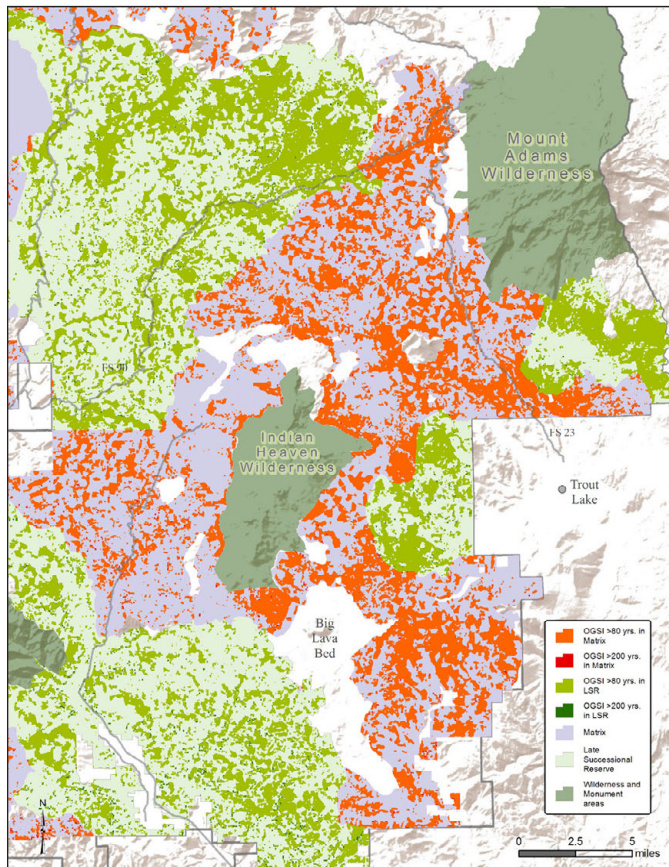 Mount
Adams
Wilderness
FS 90
Indian
Heaven
Wilderness
FS 23
Trout
Lake
Big
Lava
Bed
OGSI >80 yrs. in
Matrix
OGSI >200 yrs.
in Matrix
OGSI >80 yrs.
in LSR
OGSI >200 yrs.
in LSR
Matrix
Late
Successional
Reserve
Wilderness and
Monument
areas
N
0 2.5 5
miles